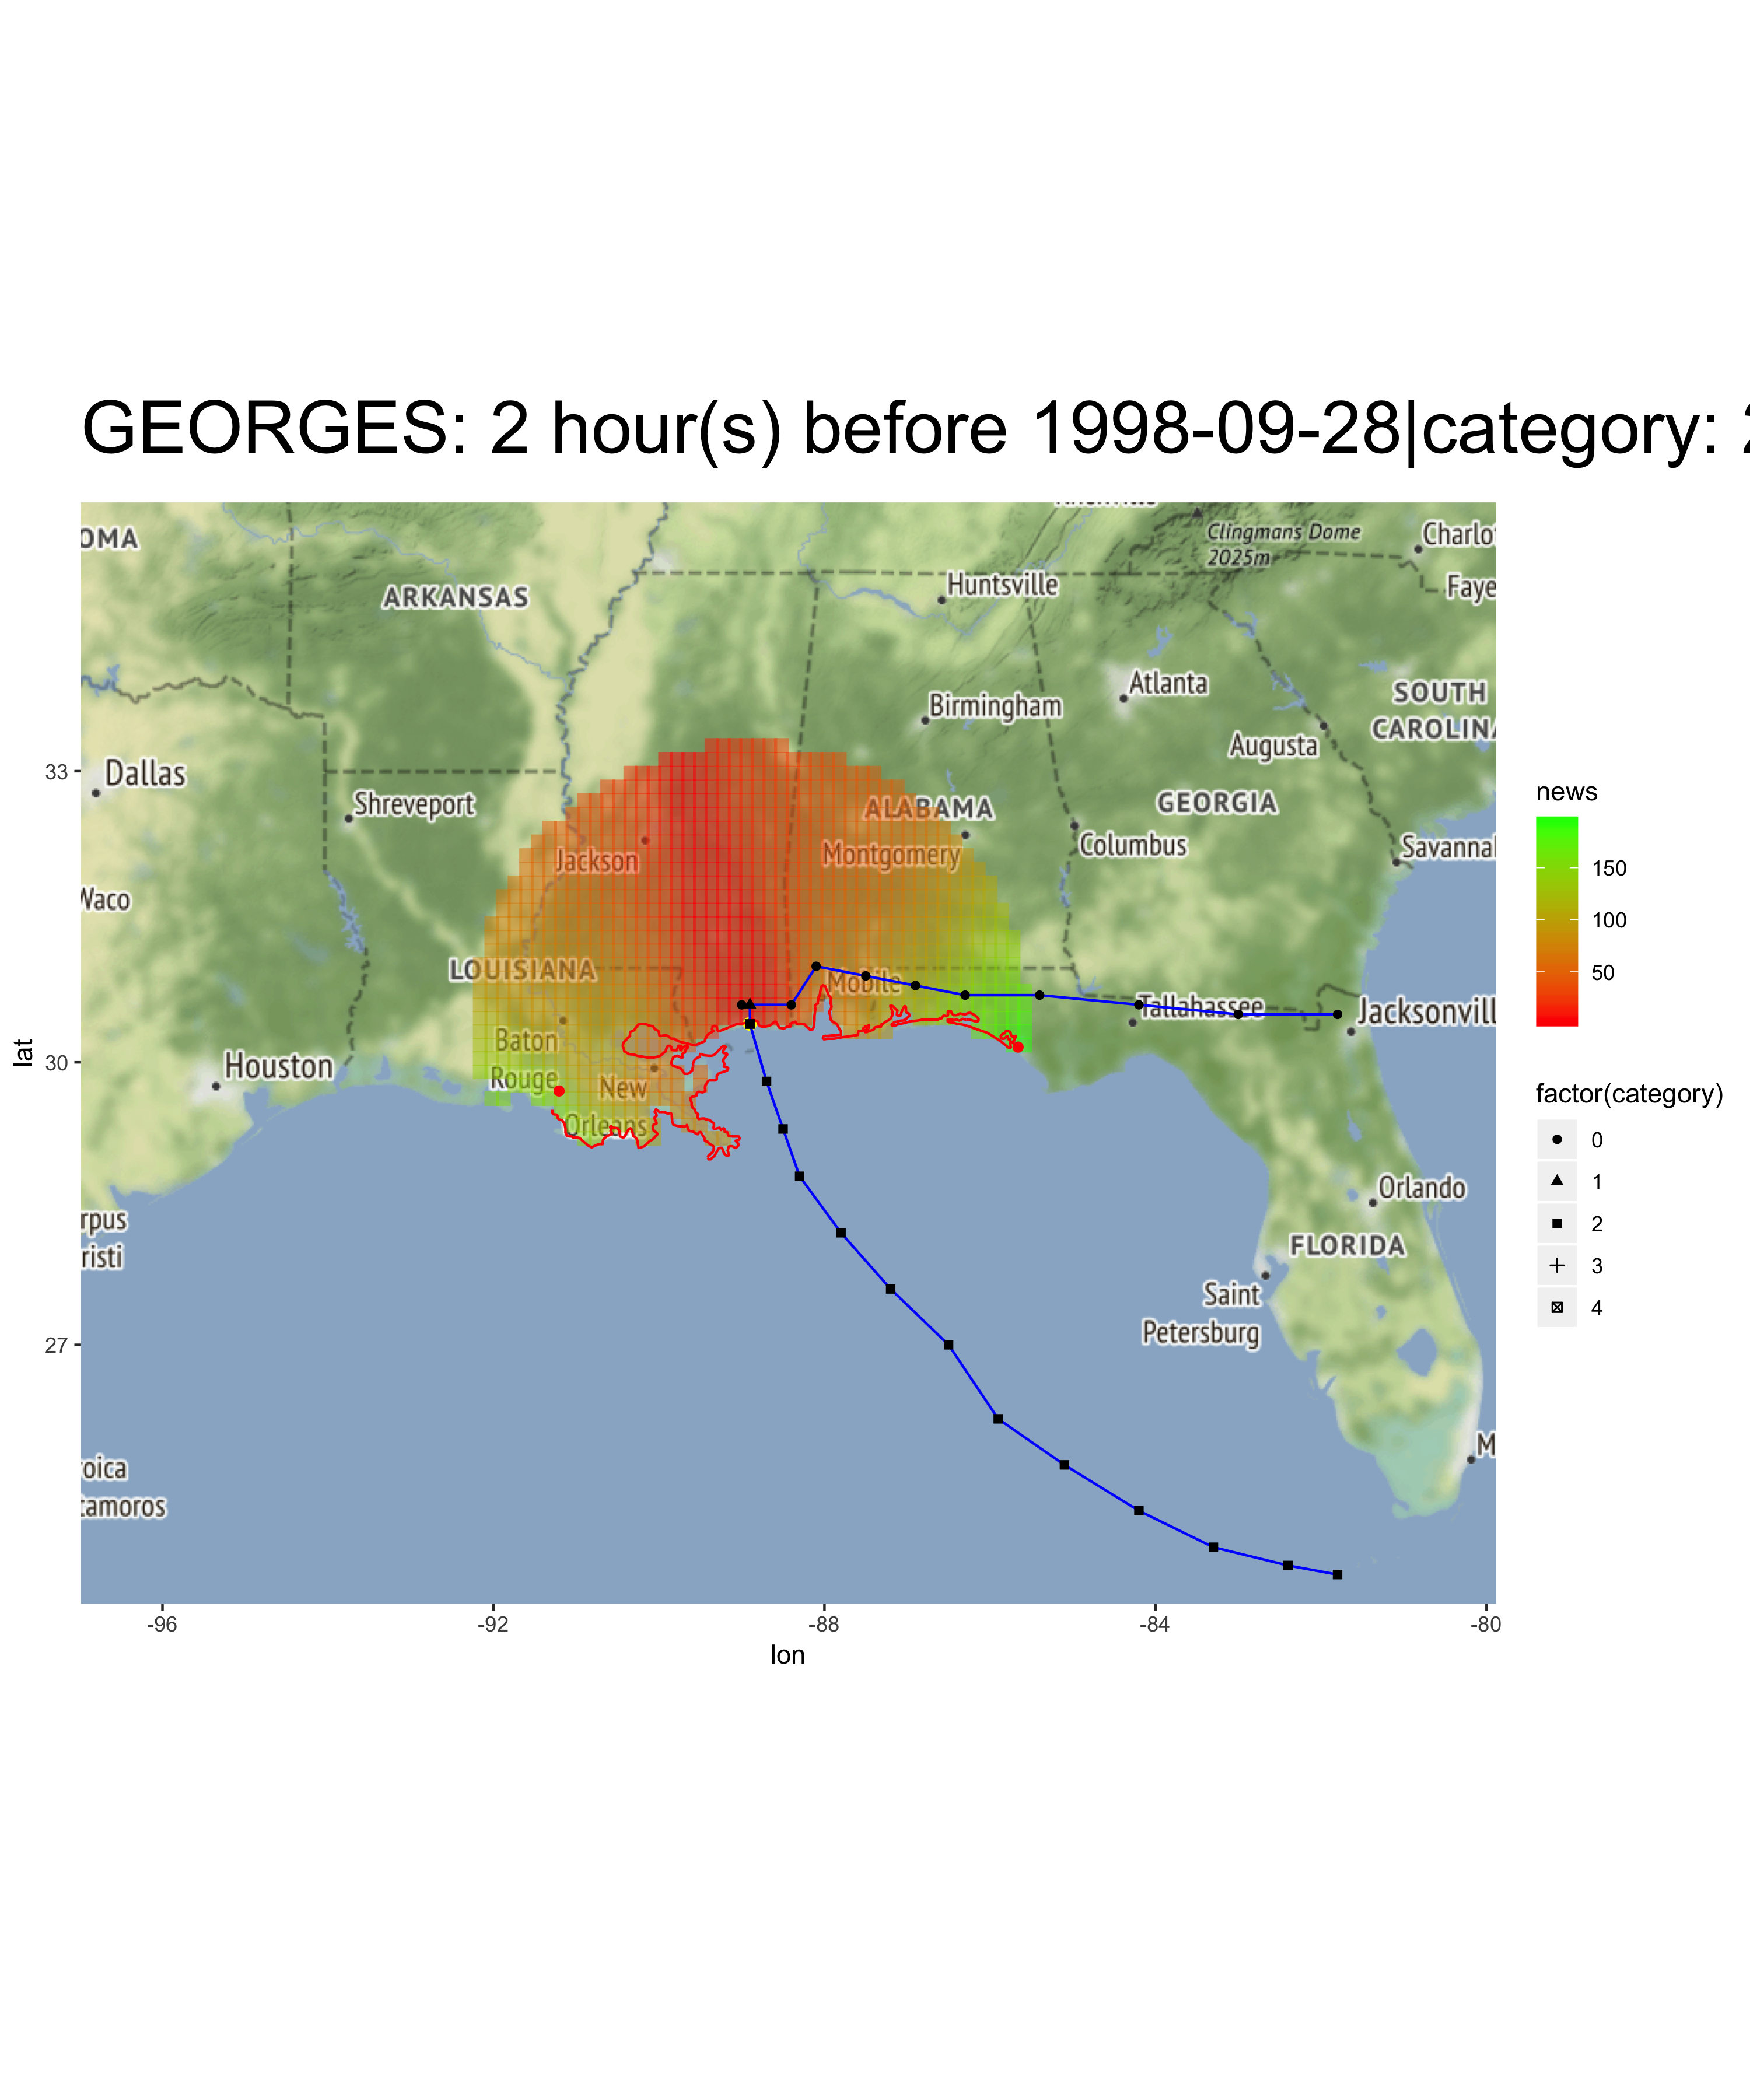 GEORGES: 2 hour(s) before 1998-09-28|category: 2
OMA
ARKANSAS
Huntsville
Clingmans Dome
2025m
Charlot
Faye
Atlanta
Birmingham
SOUTH
CAROLINA
Augusta
33
Dallas
Shreveport
ALABAMA
GEORGIA
Jackson
Montgomery
Columbus
Savannal
Waco
LOUISIANA
Mobile
Tallahassee
Jacksonvill
Baton
Rouge
New
Orleans
30
Houston
Orlando
FLORIDA
rpus
risti
Saint
Petersburg
27
M
oica
tamoros
-96
-92
-88
-84
-80
lon
lat
news
150
100
50
factor(category)
0
1
2
3
4